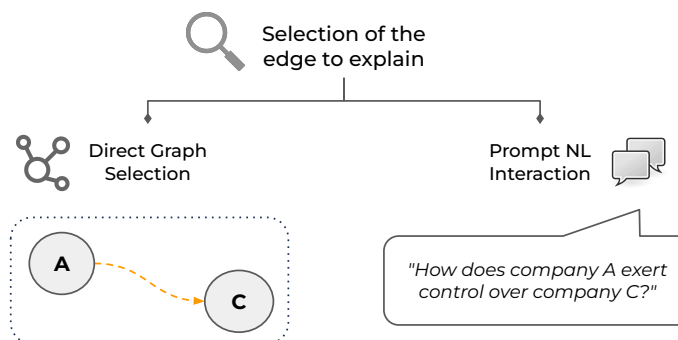 Selection of the
edge to explain
Direct Graph
Selection
Prompt NL
Interaction
A
C
"How does company A exert
control over company C?"